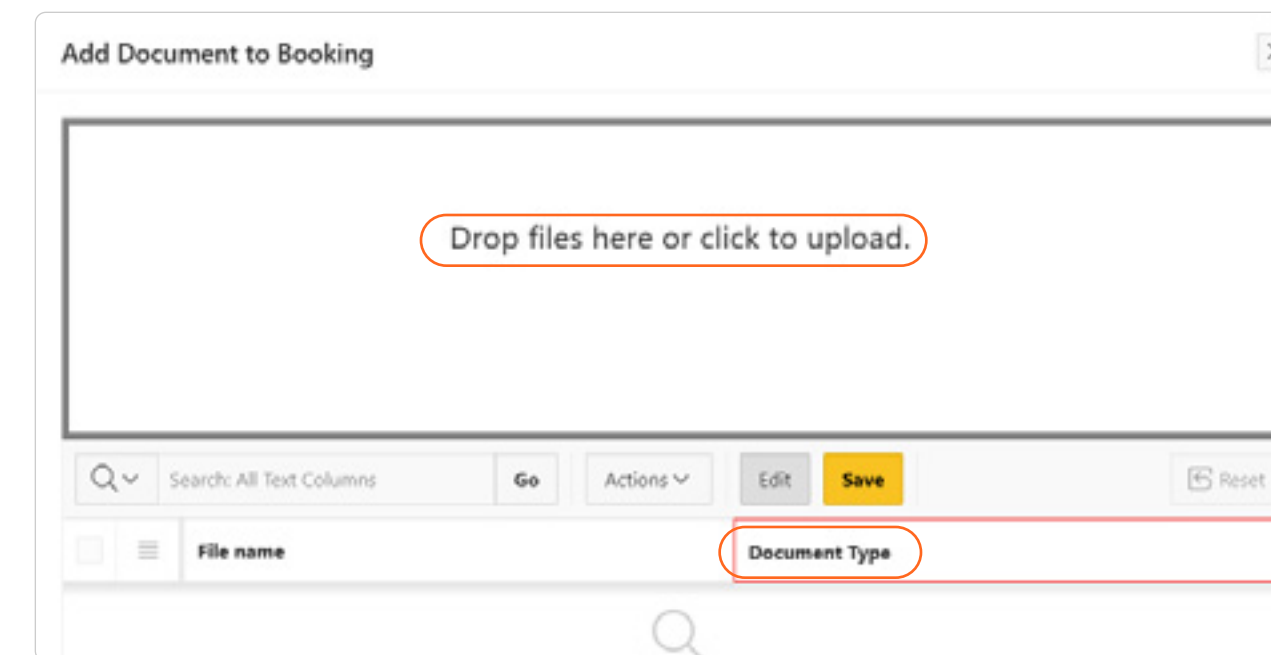 Add Document to Booking
Drop files here or click to upload.
Search: All Text Columns Go Actions Edit Save Reset
File name Document Type